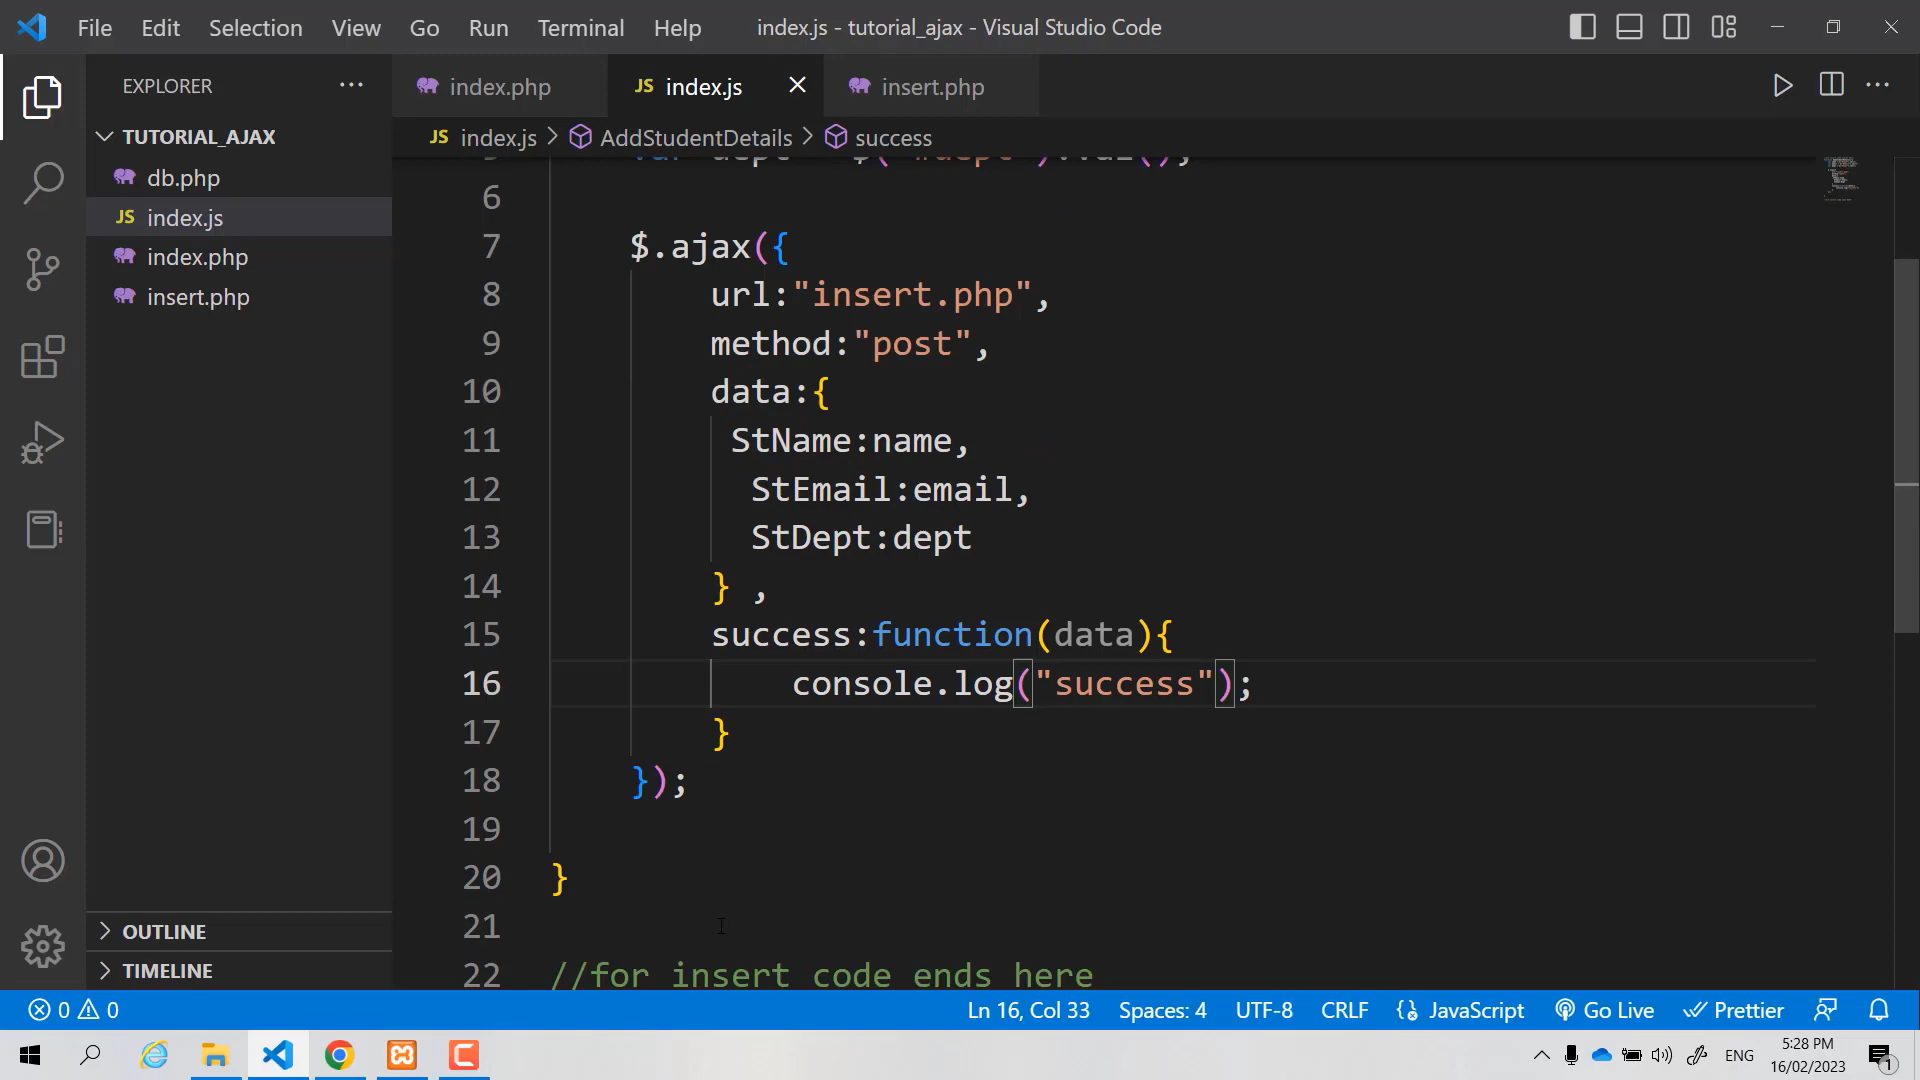 File Edit Selection View Go Run Terminal Help index.js - tutorial_ajax - Visual Studio Code
EXPLORER
index.php
JS index.js
insert.php
TUTORIAL_AJAX
JS index.js > AddStudentDetails > success
db.php
JS index.js
index.php
insert.php
6
7 $.ajax({
8 url:"insert.php",
9 method:"post",
10 data:{
11 StName:name,
12 StEmail:email,
13 StDept:dept
14 } ,
15 success:function(data){
16 console.log("success");
17 }
18 });
19
20 }
21
22 //for insert code ends here
OUTLINE
TIMELINE
0 0 Ln 16, Col 33 Spaces: 4 UTF-8 CRLF JavaScript Go Live Prettier
ENG
5:28 PM
16/02/2023
1